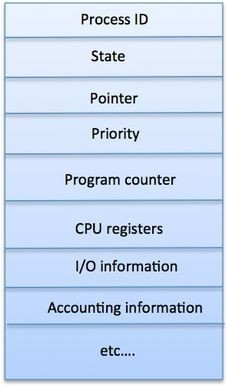 Process ID
State
Pointer
Priority
Program counter
CPU registers
I/O information
Accounting information
etc....